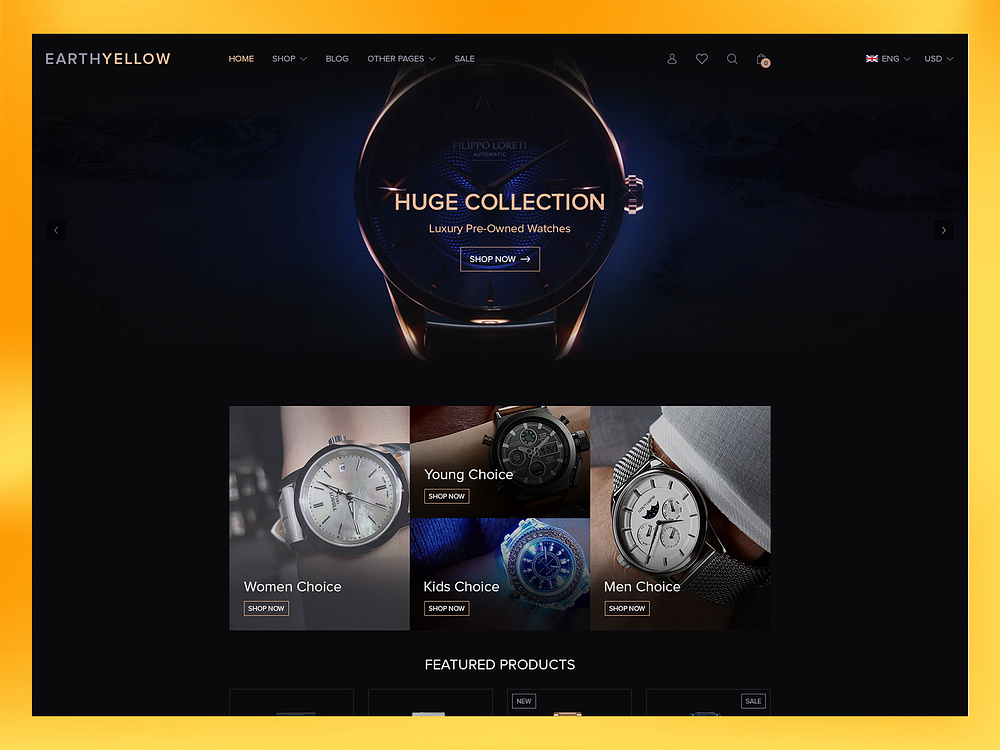 EARTHYELLOW
HOME SHOP BLOG OTHER PAGES SALE
0
ENG USD
FILIPPO LORETI
AUTOMATIC
HUGE COLLECTION
Luxury Pre-Owned Watches
SHOP NOW
Young Choice
SHOP NOW
TISSOT
Women Choice
SHOP NOW
Kids Choice
SHOP NOW
Men Choice
SHOP NOW
FEATURED PRODUCTS
NEW
SALE